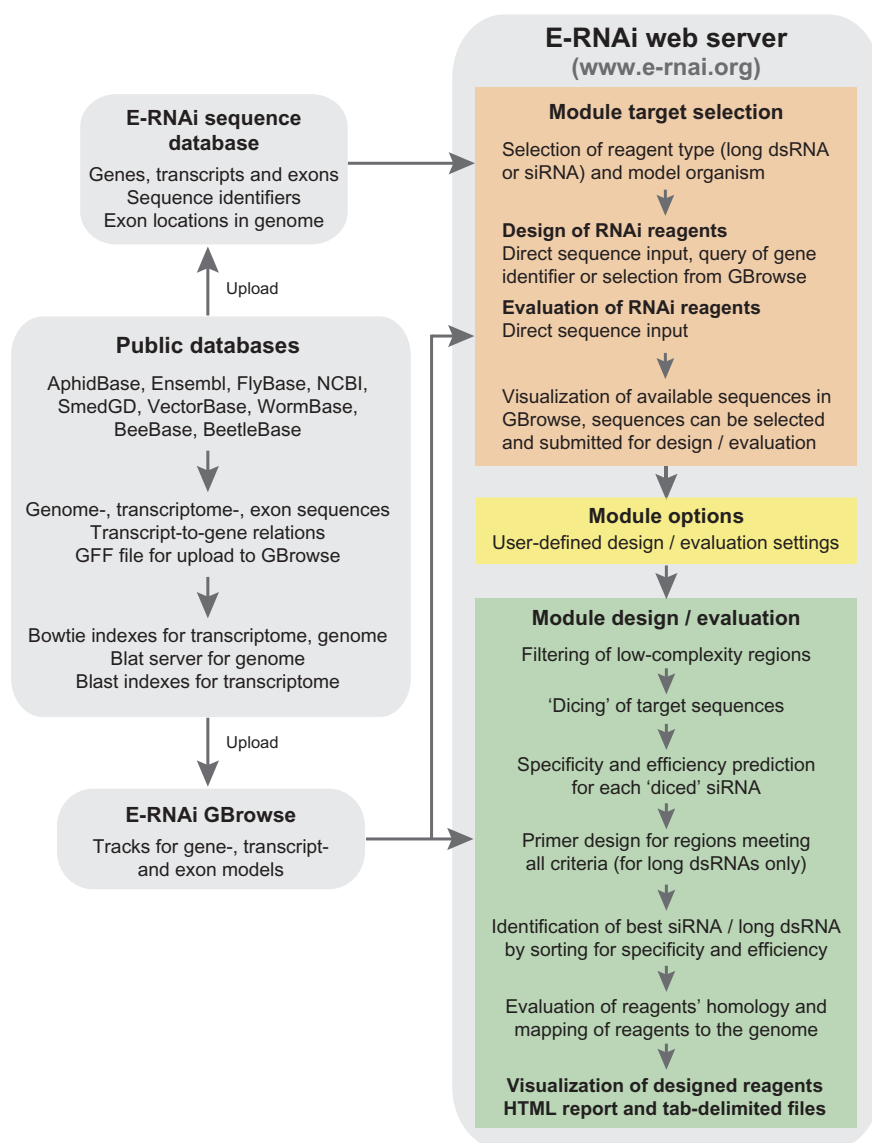 E-RNAi sequence
database
Genes, transcripts and exons
Sequence identifiers
Exon locations in genome
Upload
Public databases
AphidBase, Ensembl, FlyBase, NCBI,
SmedGD, VectorBase, WormBase,
BeeBase, BeetleBase
Genome-, transcriptome-, exon sequences
Transcript-to-gene relations
GFF file for upload to GBrowse
Bowtie indexes for transcriptome, genome
Blat server for genome
Blast indexes for transcriptome
Upload
E-RNAi GBrowse
Tracks for gene-, transcript-
and exon models
E-RNAi web server
(www.e-rnai.org)
Module target selection
Selection of reagent type (long dsRNA
or siRNA) and model organism
Design of RNAi reagents
Direct sequence input, query of gene
identifier or selection from GBrowse
Evaluation of RNAi reagents
Direct sequence input
Visualization of available sequences in
GBrowse, sequences can be selected
and submitted for design / evaluation
Module options
User-defined design / evaluation settings
Module design / evaluation
Filtering of low-complexity regions
‘Dicing’ of target sequences
Specificity and efficiency prediction
for each ‘diced’ siRNA
Primer design for regions meeting
all criteria (for long dsRNAs only)
Identification of best siRNA / long dsRNA
by sorting for specificity and efficiency
Evaluation of reagents’ homology and
mapping of reagents to the genome
Visualization of designed reagents
HTML report and tab-delimited files